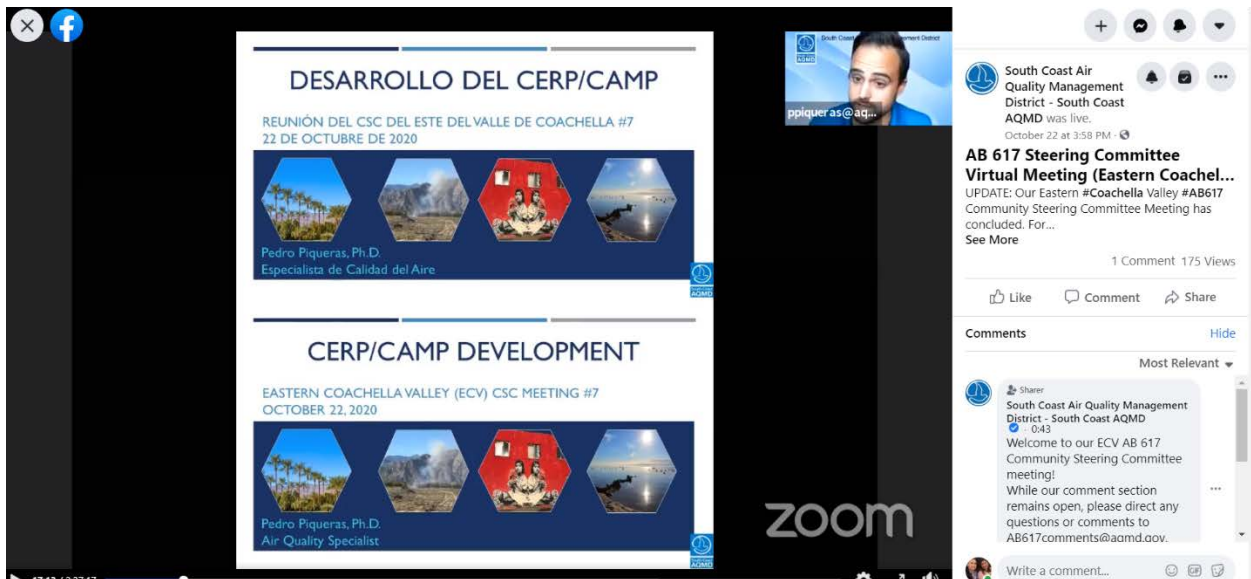 DESARROLLO DEL CERP/CAMP
REUNIÓN DEL CSC DEL ESTE DEL VALLE DE COACHELLA #7
22 DE OCTUBRE DE 2020
Pedro Piqueras, Ph.D.
Especialista de Calidad del Aire
AQMD
CERP/CAMP DEVELOPMENT
EASTERN COACHELLA VALLEY (ECV) CSC MEETING #7
OCTOBER 22, 2020
Pedro Piqueras, Ph.D.
Air Quality Specialist
AQMD
AQMD
ppiqueras@aq...
zoom
South Coast Air
Quality Management
District - South Coast
AQMD was live.
October 22 at 3:58 PM ·
AB 617 Steering Committee
Virtual Meeting (Eastern Coachel...
UPDATE: Our Eastern #Coachella Valley #AB617
Community Steering Committee Meeting has
concluded. For...
See More
1 Comment 175 Views
Like Comment Share
Comments Hide
Most Relevant
Sharer
South Coast Air Quality Management
District - South Coast AQMD
· 0:43
Welcome to our ECV AB 617
Community Steering Committee
meeting!
While our comment section
remains open, please direct any
questions or comments to
AB617comments@aqmd.gov.
Write a comment...
GIF